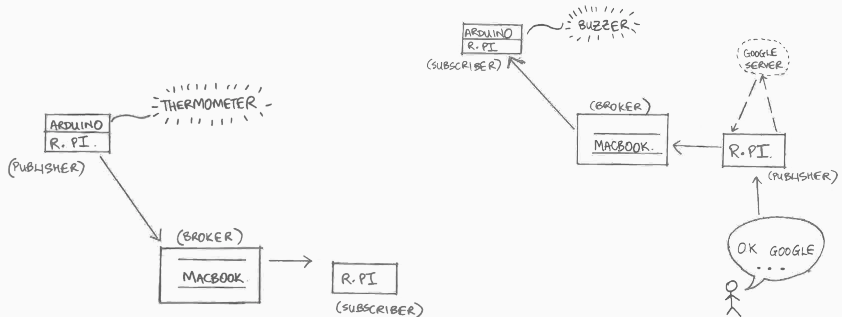 THERMOMETER
ARDUINO
R. PI.
(PUBLISHER)
(BROKER)
MACBOOK.
R.PI
(SUBSCRIBER)
BUZZER
ARDUINO
R. PI
(SUBSCRIBER)
GOOGLE
SERVER
(BROKER)
MACBOOK.
R.PI.
(PUBLISHER)
OK GOOGLE
...